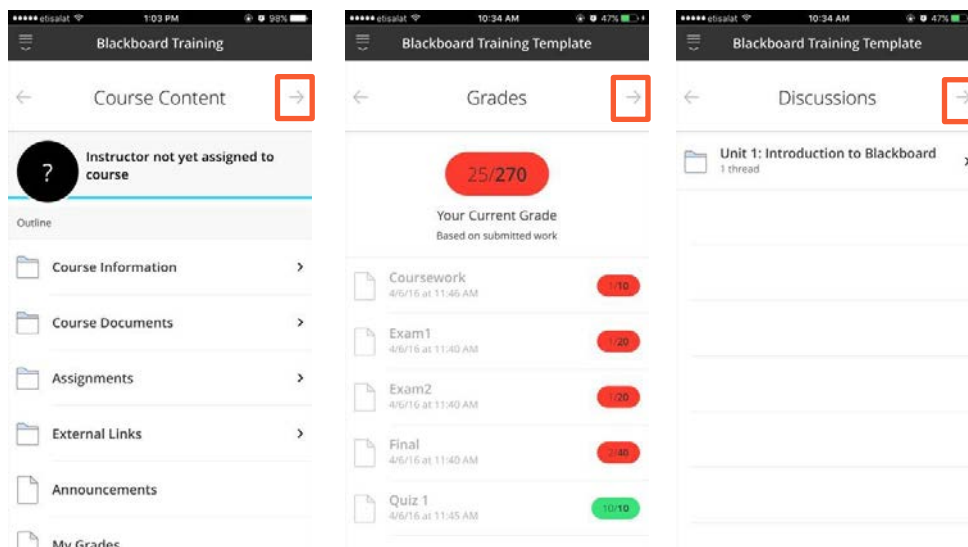 etisalat 1:03 PM 98%
Blackboard Training
Course Content
?
Instructor not yet assigned to
course
Outline
Course Information
Course Documents
Assignments
External Links
Announcements
My Grades
etisalat 10:34 AM 47%
Blackboard Training Template
Grades
25/270
Your Current Grade
Based on submitted work
Coursework
4/6/16 at 11:46 AM
1/10
Exam1
4/6/16 at 11:40 AM
1/20
Exam2
4/6/16 at 11:40 AM
1/20
Final
4/6/16 at 11:40 AM
2/40
Quiz 1
4/6/16 at 11:45 AM
10/10
etisalat 10:34 AM 47%
Blackboard Training Template
Discussions
Unit 1: Introduction to Blackboard
1 thread